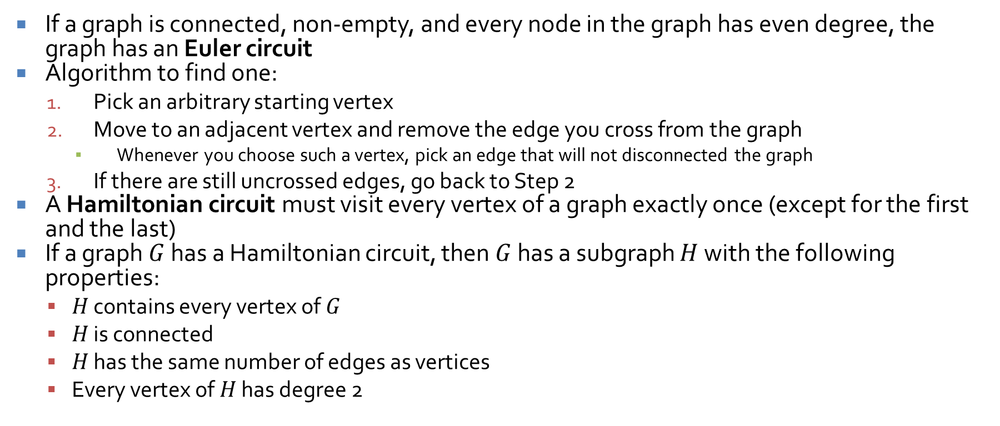 ▪ If a graph is connected, non-empty, and every node in the graph has even degree, the
graph has an Euler circuit
▪ Algorithm to find one:
1. Pick an arbitrary starting vertex
2. Move to an adjacent vertex and remove the edge you cross from the graph
▪ Whenever you choose such a vertex, pick an edge that will not disconnected the graph
3. If there are still uncrossed edges, go back to Step 2
▪ A Hamiltonian circuit must visit every vertex of a graph exactly once (except for the first
and the last)
▪ If a graph G has a Hamiltonian circuit, then G has a subgraph H with the following
properties:
▪ H contains every vertex of G
▪ H is connected
▪ H has the same number of edges as vertices
▪ Every vertex of H has degree 2